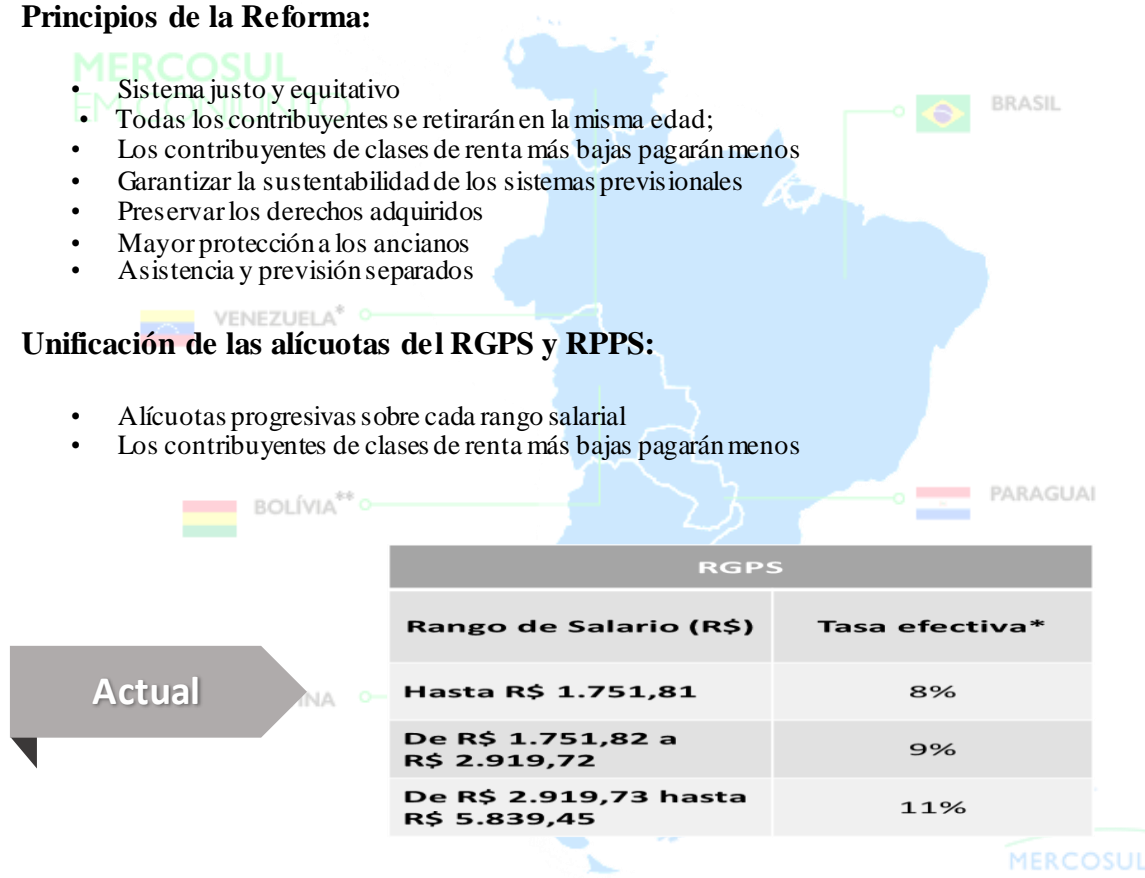 Principios de la Reforma:
MERCOSUL
EM CONJUNTO
• Sistema justo y equitativo
• Todas los contribuyentes se retirarán en la misma edad;
• Los contribuyentes de clases de renta más bajas pagarán menos
• Garantizar la sustentabilidad de los sistemas previsionales
• Preservar los derechos adquiridos
• Mayor protección a los ancianos
• Asistencia y previsión separados
BRASIL
VENEZUELA*
Unificación de las alícuotas del RGPS y RPPS:
• Alícuotas progresivas sobre cada rango salarial
• Los contribuyentes de clases de renta más bajas pagarán menos
BOLÍVIA**
PARAGUAI
RGPS
Rango de Salario (R$) Tasa efectiva*
Actual
INA
Hasta R$ 1.751,81 8%
De R$ 1.751,82 a
R$ 2.919,72 9%
De R$ 2.919,73 hasta
R$ 5.839,45 11%
MERCOSUL